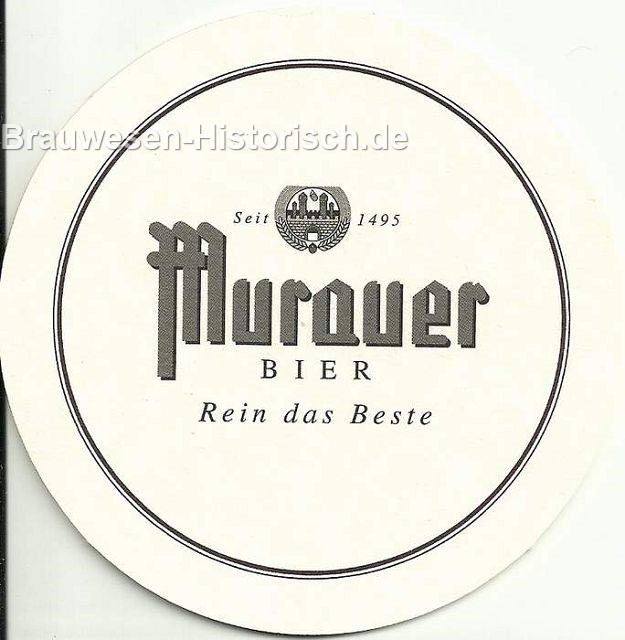 Brauwesen-Historisch.de
Seit 1495
Murauer
BIER
Rein das Beste